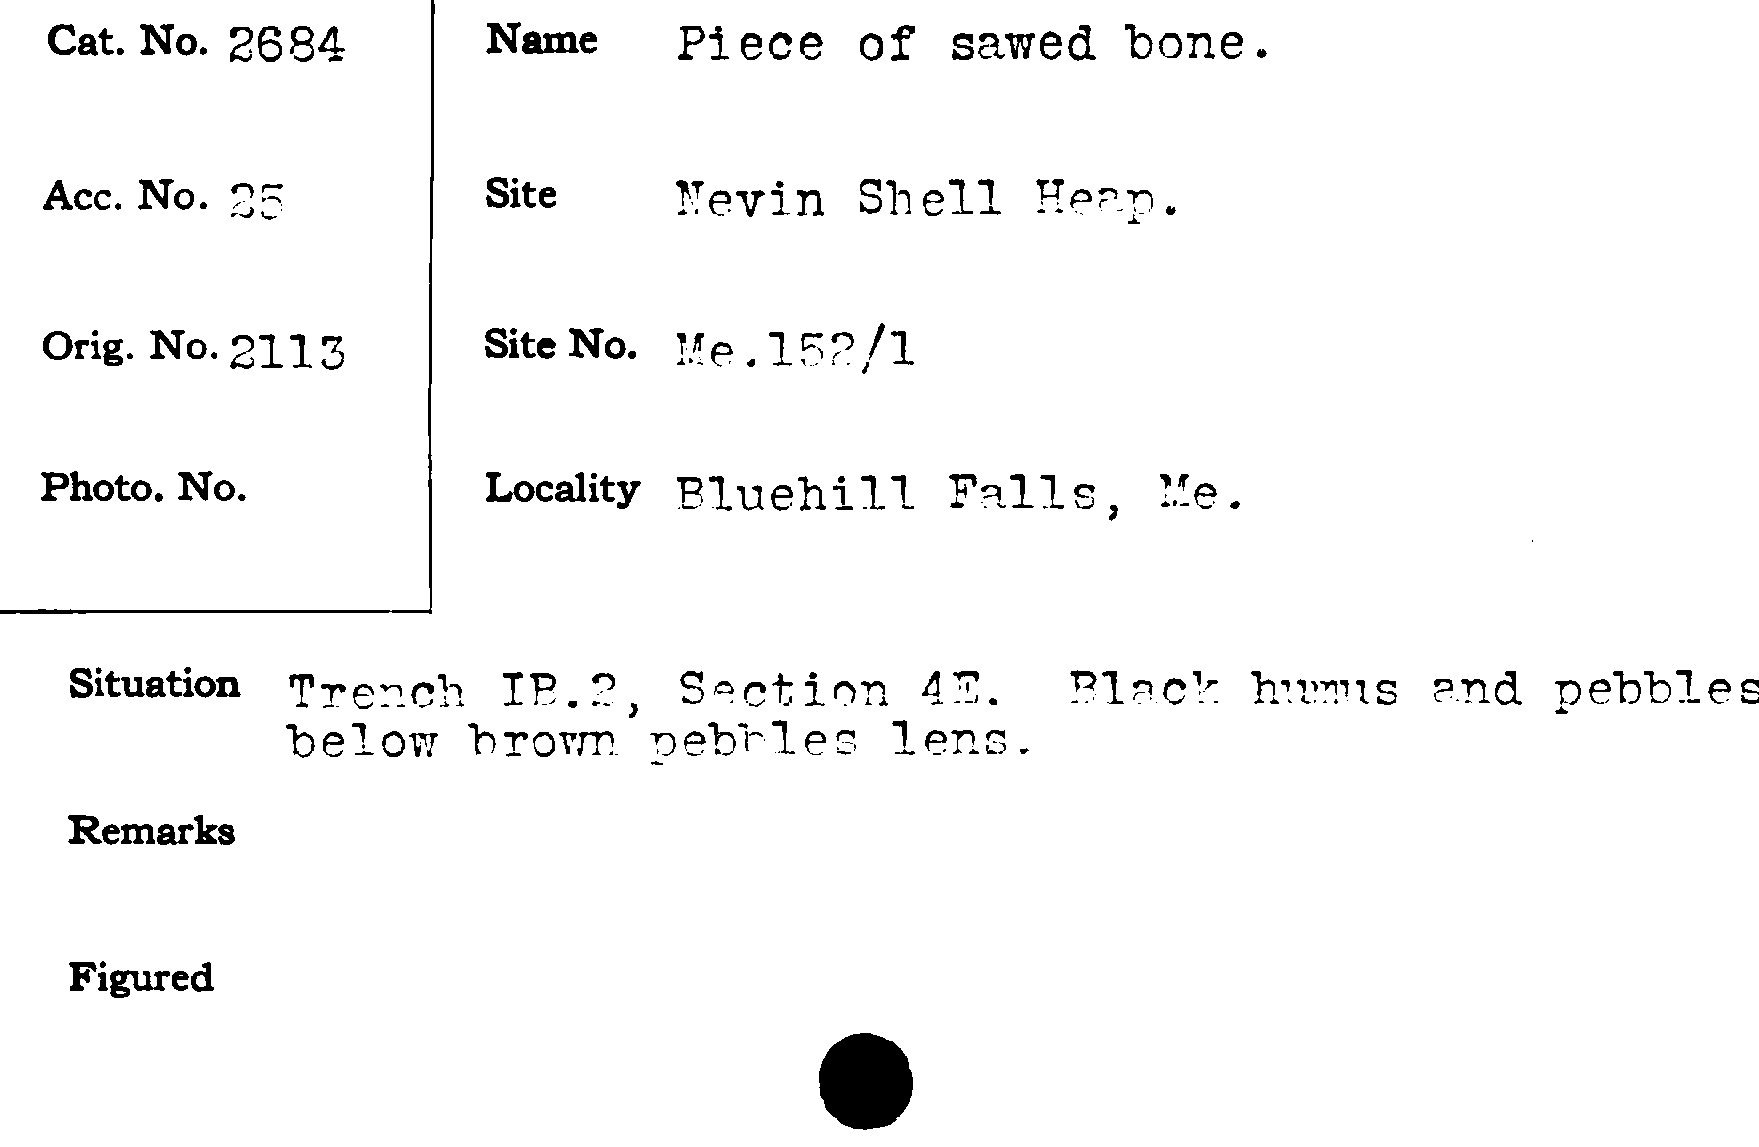 Cat. No. 2684
Name Piece of sawed bone.
Acc. No. 25
Site Nevin Shell Heap.
Orig. No. 2113
Site No. Me.152/1
Photo. No.
Locality Bluehill Falls, Me.
Situation Trench IB.2, Section 4E. Black humus and pebbles
below brown pebbles lens.
Remarks
Figured